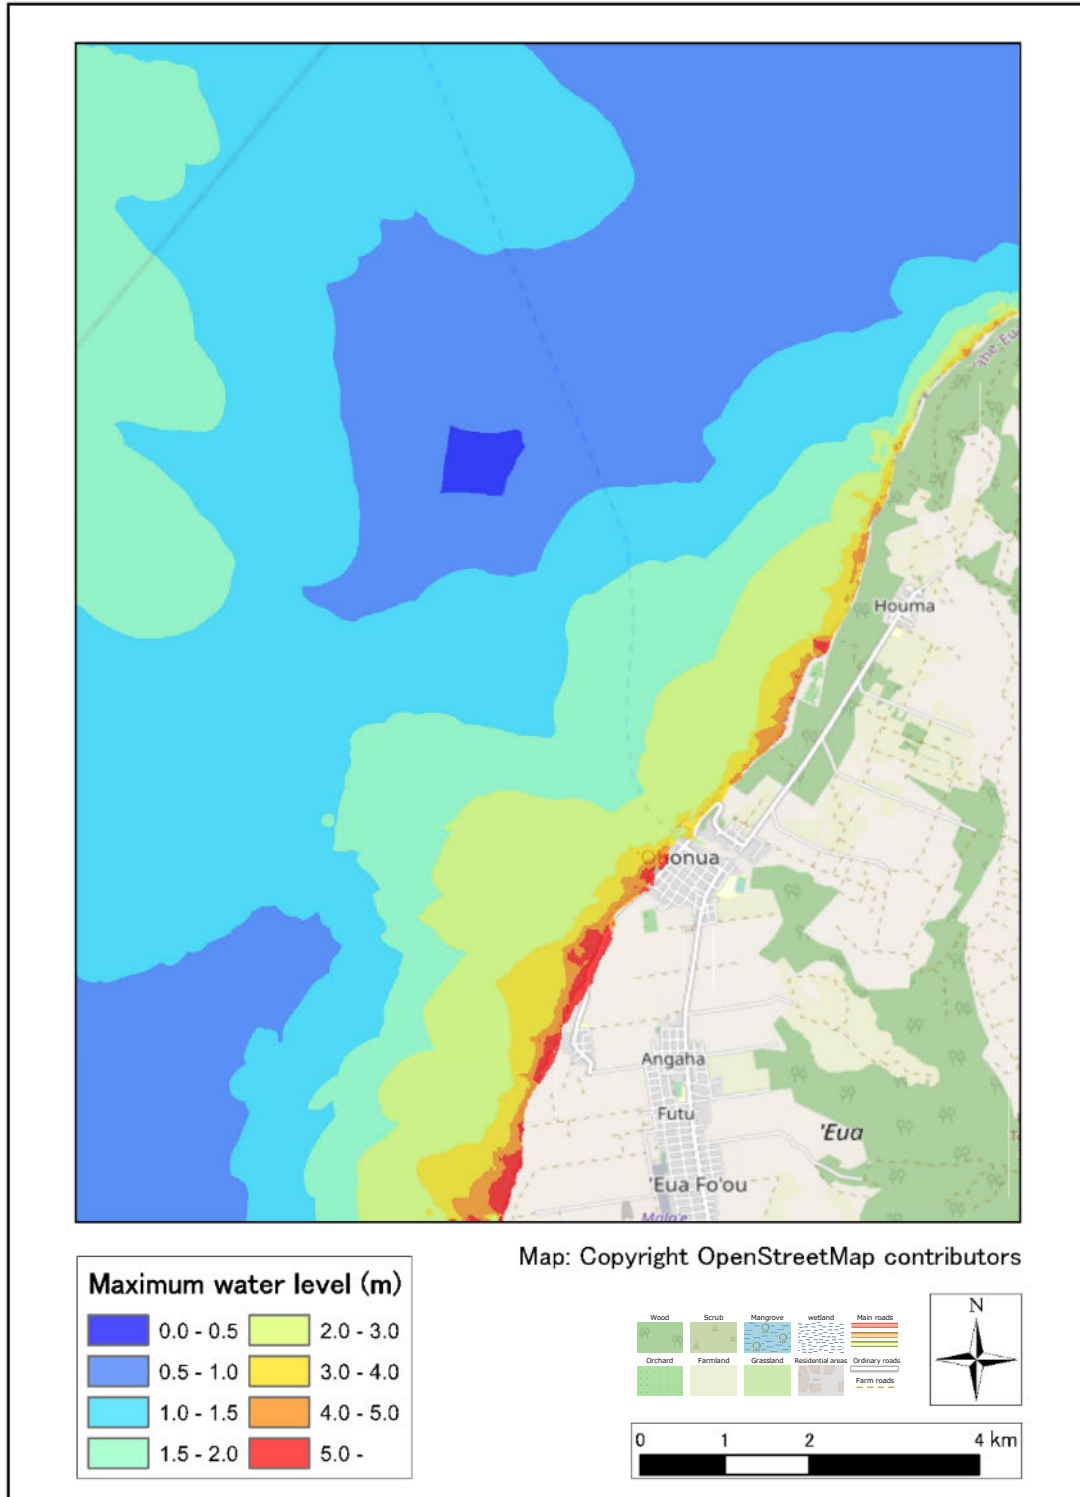 Houma
'Ohonua
Angaha
Futu
'Eua
'Eua Fo'ou
Map: Copyright OpenStreetMap contributors
Maximum water level (m)
0.0 - 0.5 2.0 - 3.0
0.5 - 1.0 3.0 - 4.0
1.0 - 1.5 4.0 - 5.0
1.5 - 2.0 5.0 -
Wood Scrub Mangrove wetland Main roads
Orchard Farmland Grassland Residential areas Ordinary roads
Farm roads
N
0 1 2 4 km